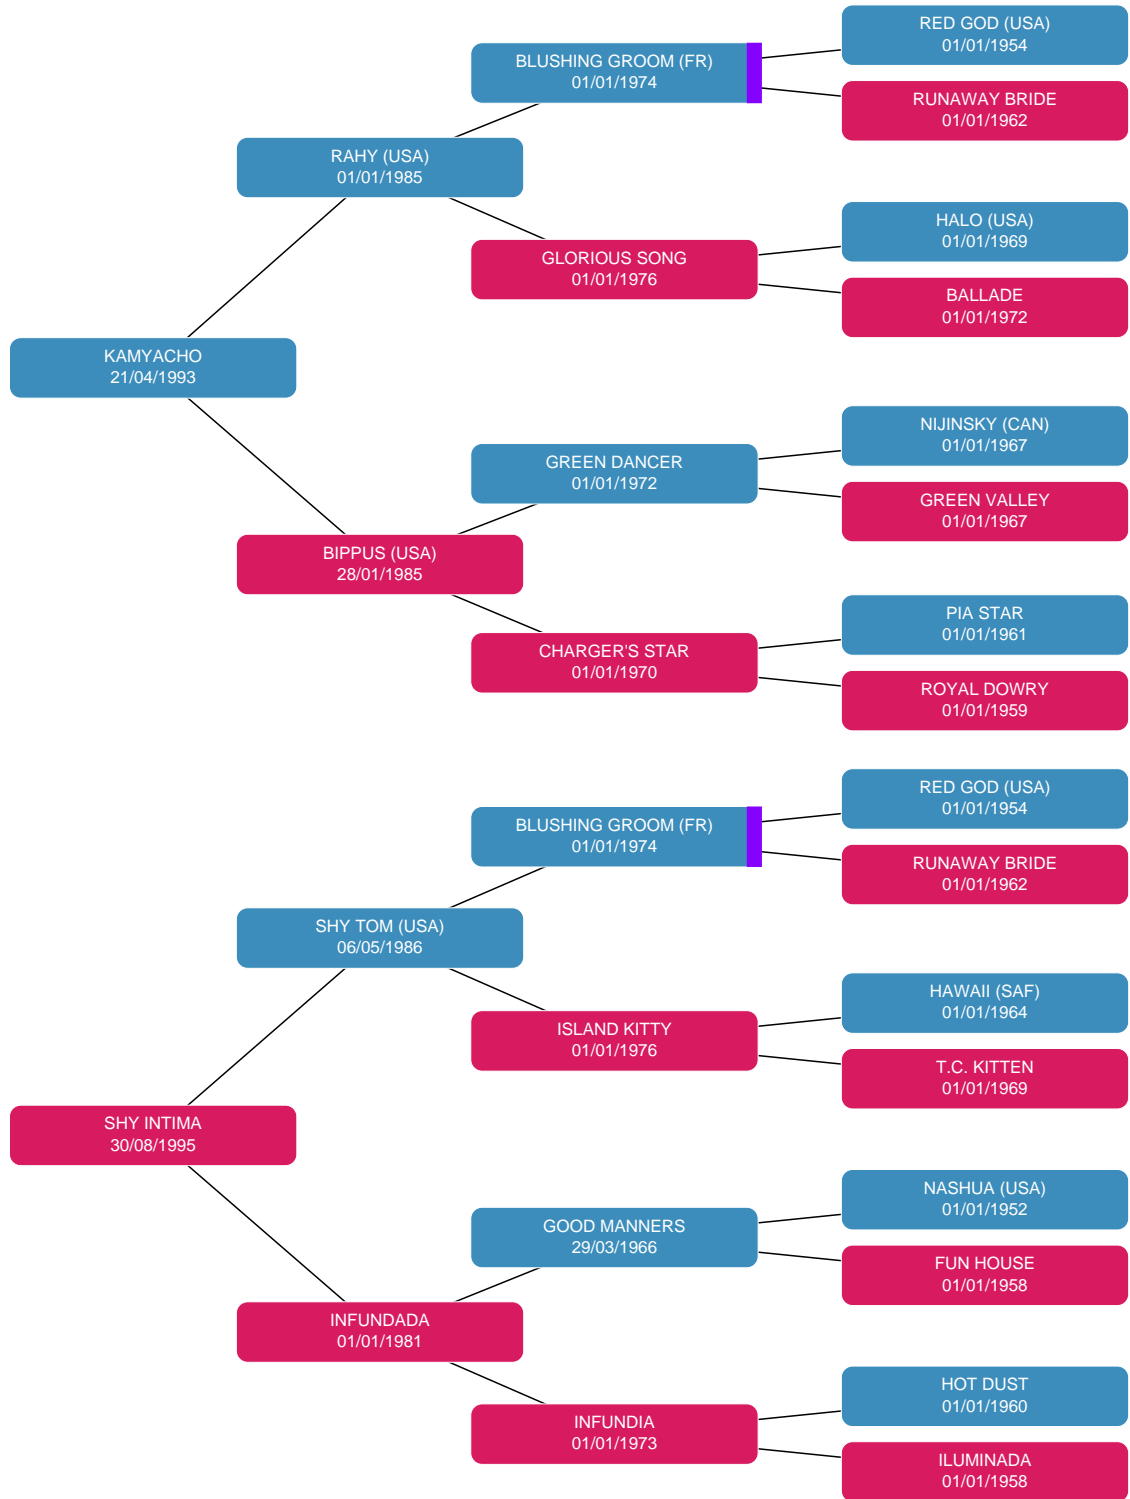 RED GOD (USA)
01/01/1954
BLUSHING GROOM (FR)
01/01/1974
RUNAWAY BRIDE
01/01/1962
RAHY (USA)
01/01/1985
HALO (USA)
01/01/1969
GLORIOUS SONG
01/01/1976
BALLADE
01/01/1972
KAMYACHO
21/04/1993
NIJINSKY (CAN)
01/01/1967
GREEN DANCER
01/01/1972
GREEN VALLEY
01/01/1967
BIPPUS (USA)
28/01/1985
PIA STAR
01/01/1961
CHARGER'S STAR
01/01/1970
ROYAL DOWRY
01/01/1959
RED GOD (USA)
01/01/1954
BLUSHING GROOM (FR)
01/01/1974
RUNAWAY BRIDE
01/01/1962
SHY TOM (USA)
06/05/1986
HAWAII (SAF)
01/01/1964
ISLAND KITTY
01/01/1976
T.C. KITTEN
01/01/1969
SHY INTIMA
30/08/1995
NASHUA (USA)
01/01/1952
GOOD MANNERS
29/03/1966
FUN HOUSE
01/01/1958
INFUNDADA
01/01/1981
HOT DUST
01/01/1960
INFUNDIA
01/01/1973
ILUMINADA
01/01/1958